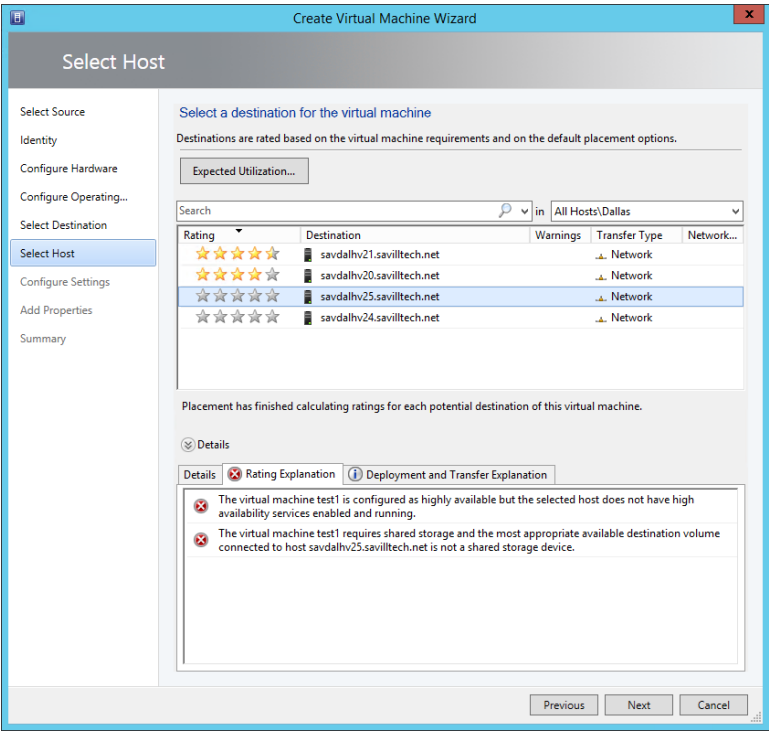 Create Virtual Machine Wizard
x
Select Host
Select Source
Identity
Configure Hardware
Configure Operating...
Select Destination
Select Host
Configure Settings
Add Properties
Summary
Select a destination for the virtual machine
Destinations are rated based on the virtual machine requirements and on the default placement options.
Expected Utilization...
Search in All Hosts\Dallas
Rating Destination Warnings Transfer Type Network...
savdalhv21.savilltech.net Network
savdalhv20.savilltech.net Network
savdalhv25.savilltech.net Network
savdalhv24.savilltech.net Network
Placement has finished calculating ratings for each potential destination of this virtual machine.
Details
Details Rating Explanation Deployment and Transfer Explanation
The virtual machine test1 is configured as highly available but the selected host does not have high
availability services enabled and running.
The virtual machine test1 requires shared storage and the most appropriate available destination volume
connected to host savdalhv25.savilltech.net is not a shared storage device.
Previous Next Cancel